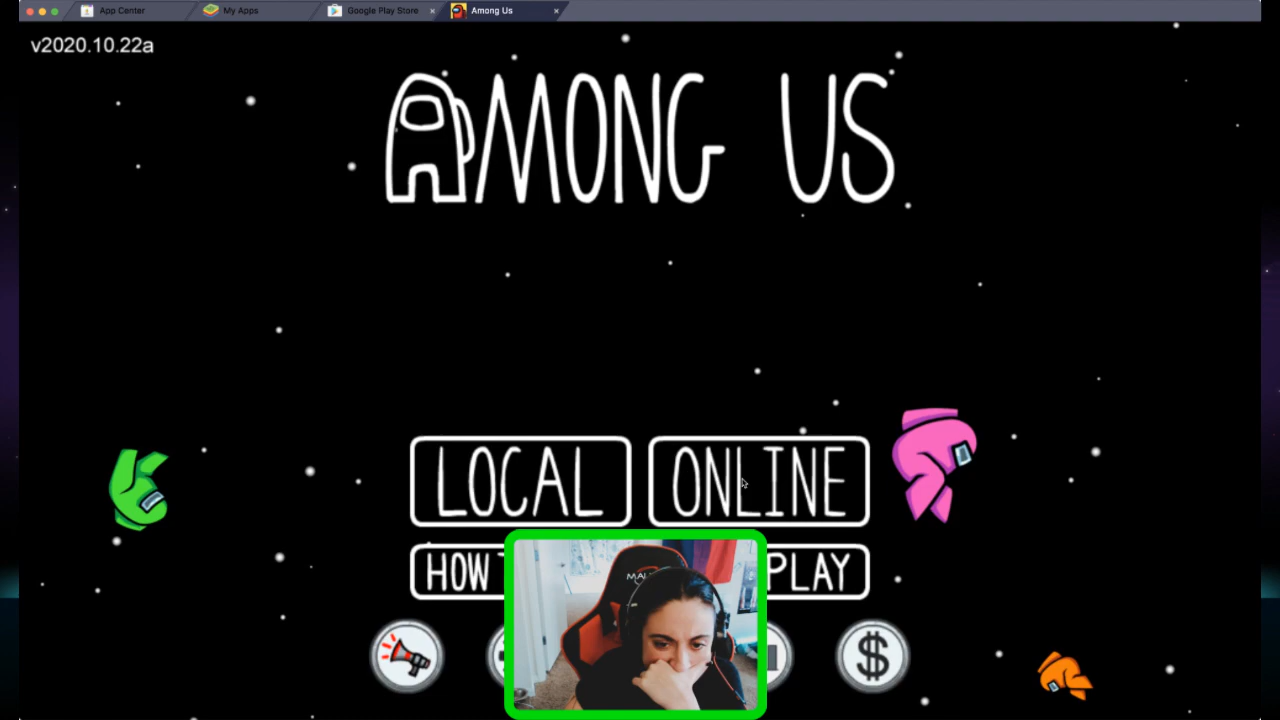 App Center
My Apps
Google Play Store
Among Us
v2020.10.22a
AMONG US
LOCAL
ONLINE
HOW
PLAY
$